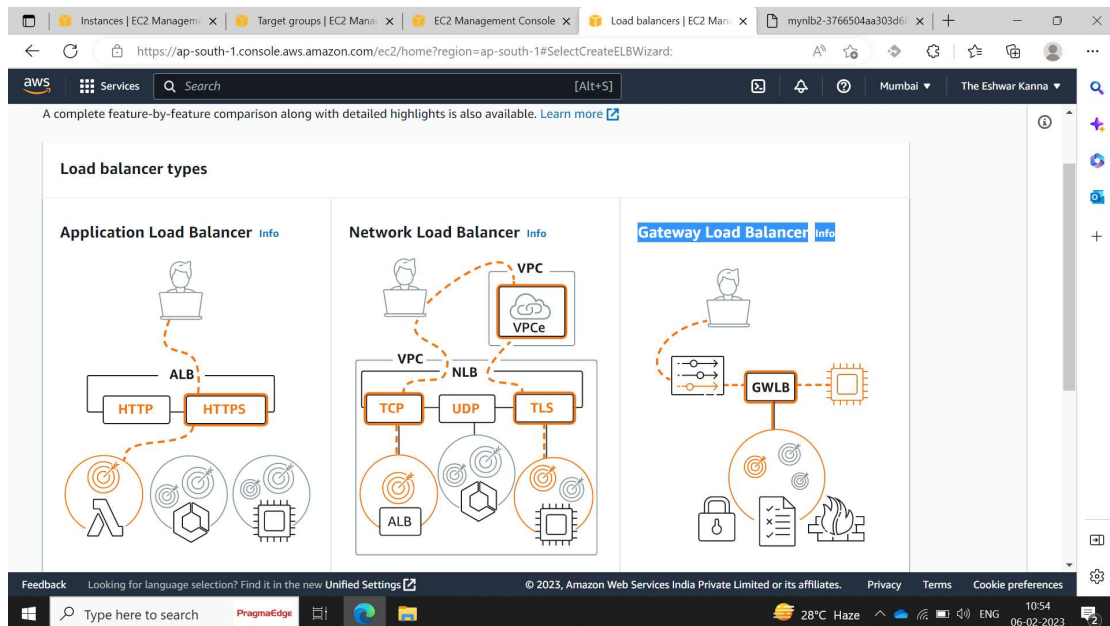 Instances | EC2 Manageme
Target groups | EC2 Mana
EC2 Management Console
Load balancers | EC2 Man
mynlb2-3766504aa303d6
https://ap-south-1.console.aws.amazon.com/ec2/home?region=ap-south-1#SelectCreateELBWizard:
aws
Services
Search
[Alt+S]
Mumbai
The Eshwar Kanna
A complete feature-by-feature comparison along with detailed highlights is also available. Learn more
Load balancer types
Application Load Balancer Info
Network Load Balancer Info
Gateway Load Balancer Info
ALB
HTTP
HTTPS
VPC
VPCe
VPC
NLB
TCP
UDP
TLS
ALB
GWLB
Feedback
Looking for language selection? Find it in the new Unified Settings
© 2023, Amazon Web Services India Private Limited or its affiliates.
Privacy
Terms
Cookie preferences
Type here to search
PragmaEdge
28°C Haze
ENG
10:54
06-02-2023
2